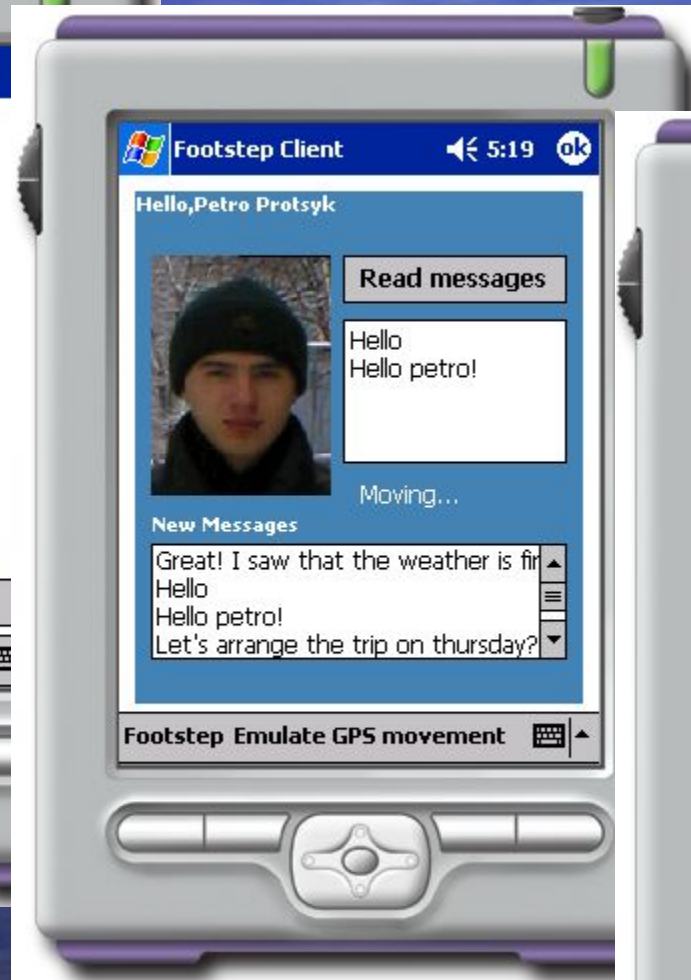 Footstep Client 5:19 ok
Hello,Petro Protsyk
Read messages
Hello
Hello petro!
Moving...
New Messages
Great! I saw that the weather is fin
Hello
Hello petro!
Let's arrange the trip on thursday?
Footstep Emulate GPS movement